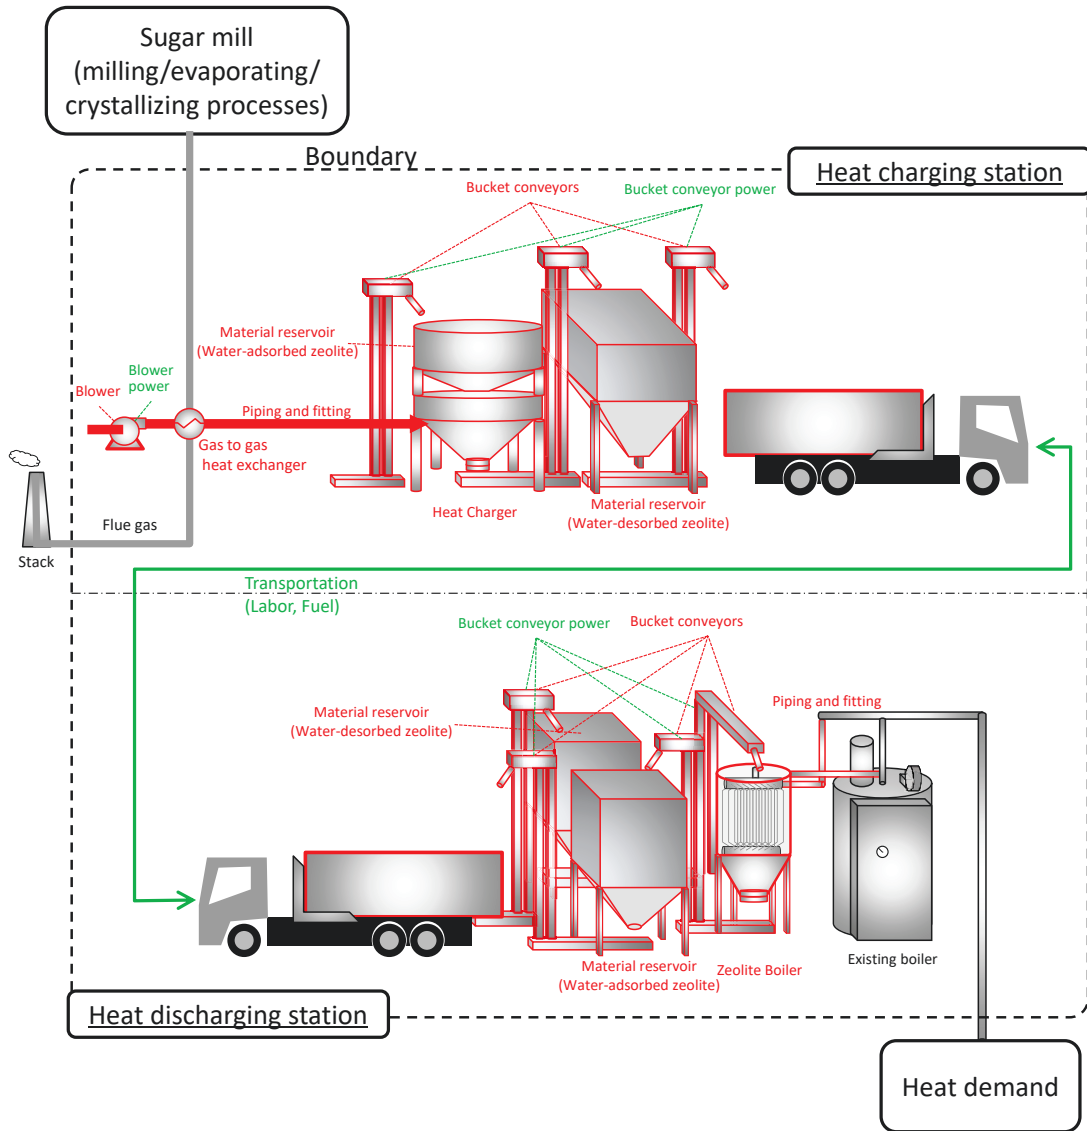 Sugar mill
(milling/evaporating/
crystallizing processes)
Boundary
Heat charging station
Bucket conveyors
Bucket conveyor power
Material reservoir
(Water-adsorbed zeolite)
Blower
power
Blower
Piping and fitting
Gas to gas
heat exchanger
Heat Charger
Material reservoir
(Water-desorbed zeolite)
Flue gas
Stack
Transportation
(Labor, Fuel)
Bucket conveyor power
Bucket conveyors
Material reservoir
(Water-desorbed zeolite)
Piping and fitting
Existing boiler
Material reservoir
(Water-adsorbed zeolite)
Zeolite Boiler
Heat discharging station
Heat demand